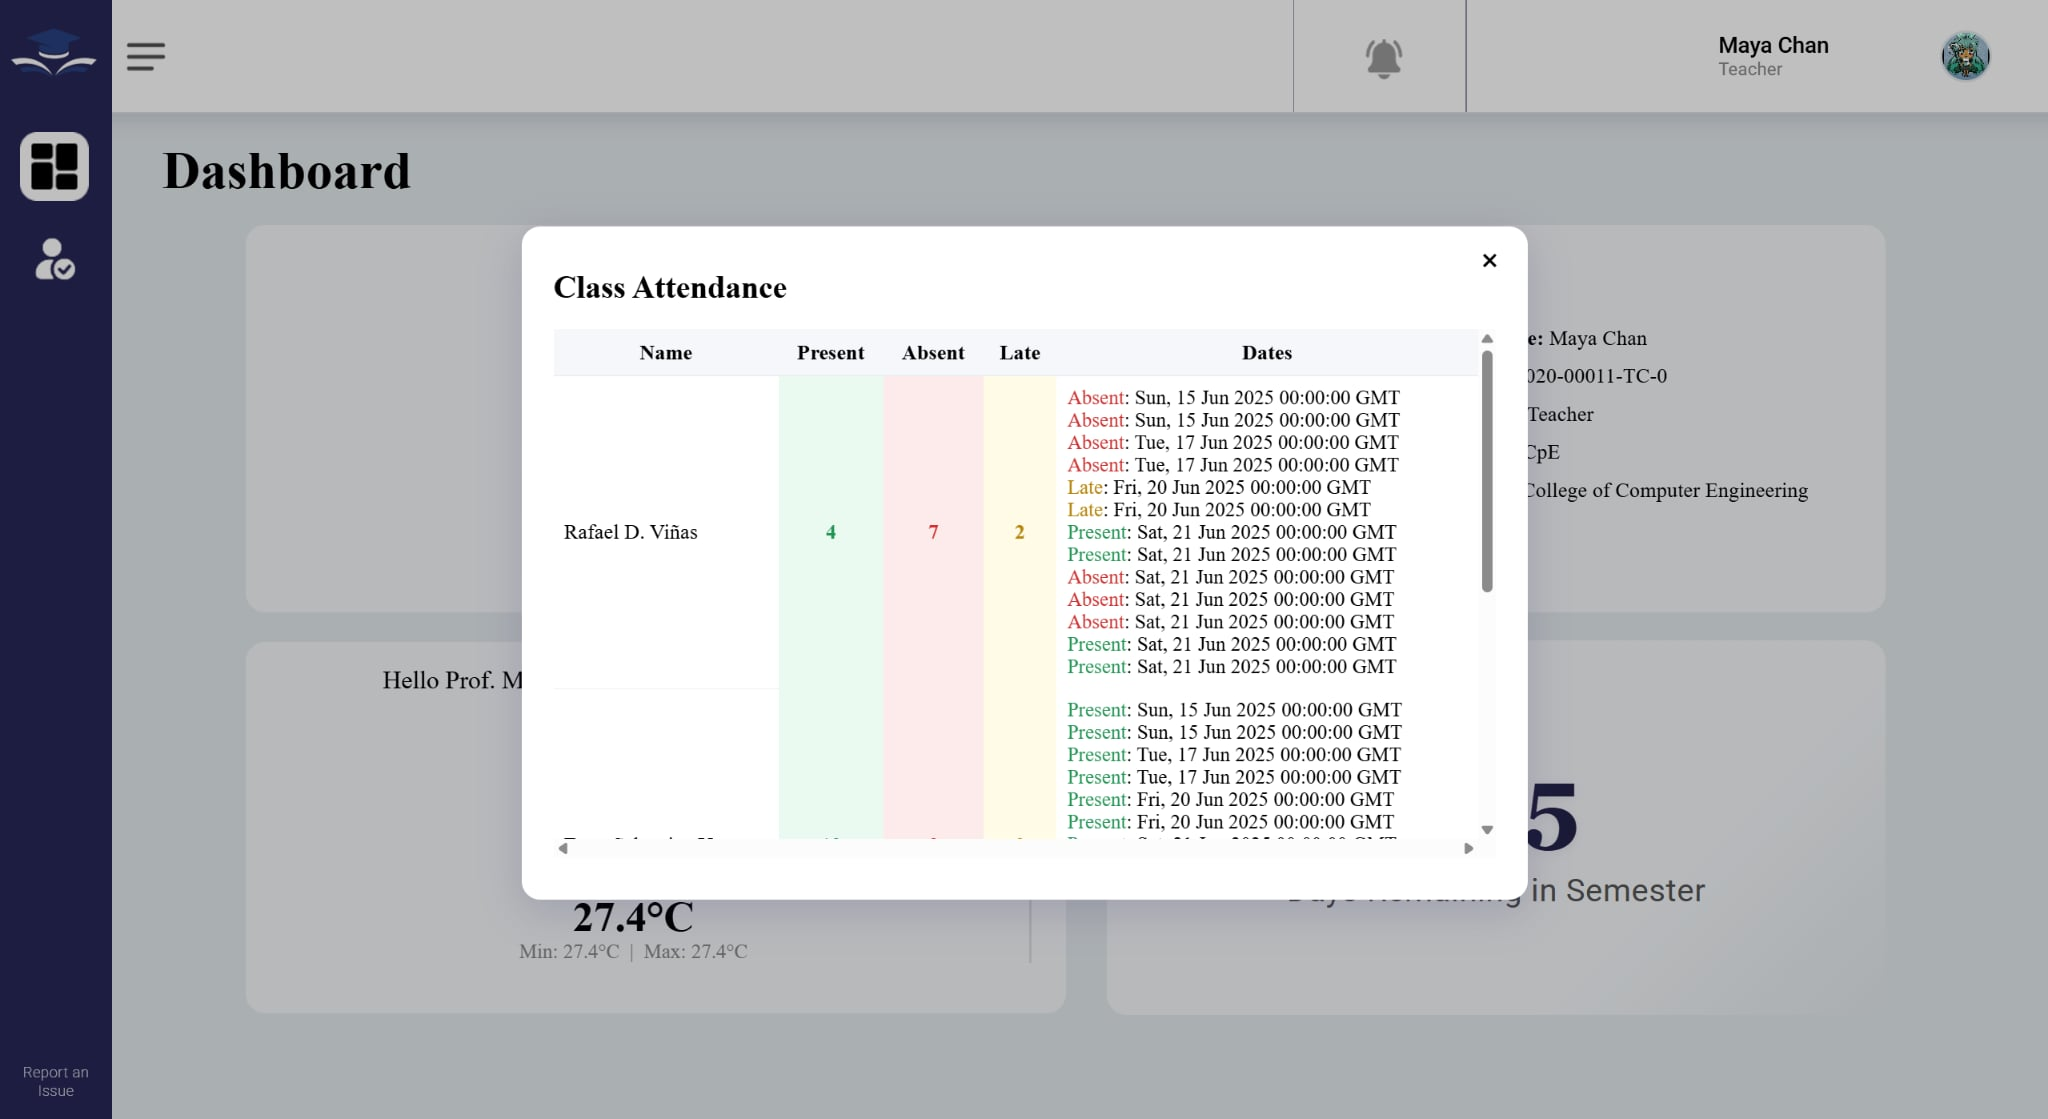 Maya Chan
Teacher
Dashboard
Class Attendance
Name Present Absent Late Dates
Rafael D. Viñas 4 7 2
Absent: Sun, 15 Jun 2025 00:00:00 GMT
Absent: Sun, 15 Jun 2025 00:00:00 GMT
Absent: Tue, 17 Jun 2025 00:00:00 GMT
Absent: Tue, 17 Jun 2025 00:00:00 GMT
Late: Fri, 20 Jun 2025 00:00:00 GMT
Late: Fri, 20 Jun 2025 00:00:00 GMT
Present: Sat, 21 Jun 2025 00:00:00 GMT
Present: Sat, 21 Jun 2025 00:00:00 GMT
Absent: Sat, 21 Jun 2025 00:00:00 GMT
Absent: Sat, 21 Jun 2025 00:00:00 GMT
Absent: Sat, 21 Jun 2025 00:00:00 GMT
Present: Sat, 21 Jun 2025 00:00:00 GMT
Present: Sat, 21 Jun 2025 00:00:00 GMT
Present: Sun, 15 Jun 2025 00:00:00 GMT
Present: Sun, 15 Jun 2025 00:00:00 GMT
Present: Tue, 17 Jun 2025 00:00:00 GMT
Present: Tue, 17 Jun 2025 00:00:00 GMT
Present: Fri, 20 Jun 2025 00:00:00 GMT
Present: Fri, 20 Jun 2025 00:00:00 GMT
e: Maya Chan
020-00011-TC-0
Teacher
CpE
College of Computer Engineering
Hello Prof. M
27.4°C
Min: 27.4°C | Max: 27.4°C
5
in Semester
Report an
Issue